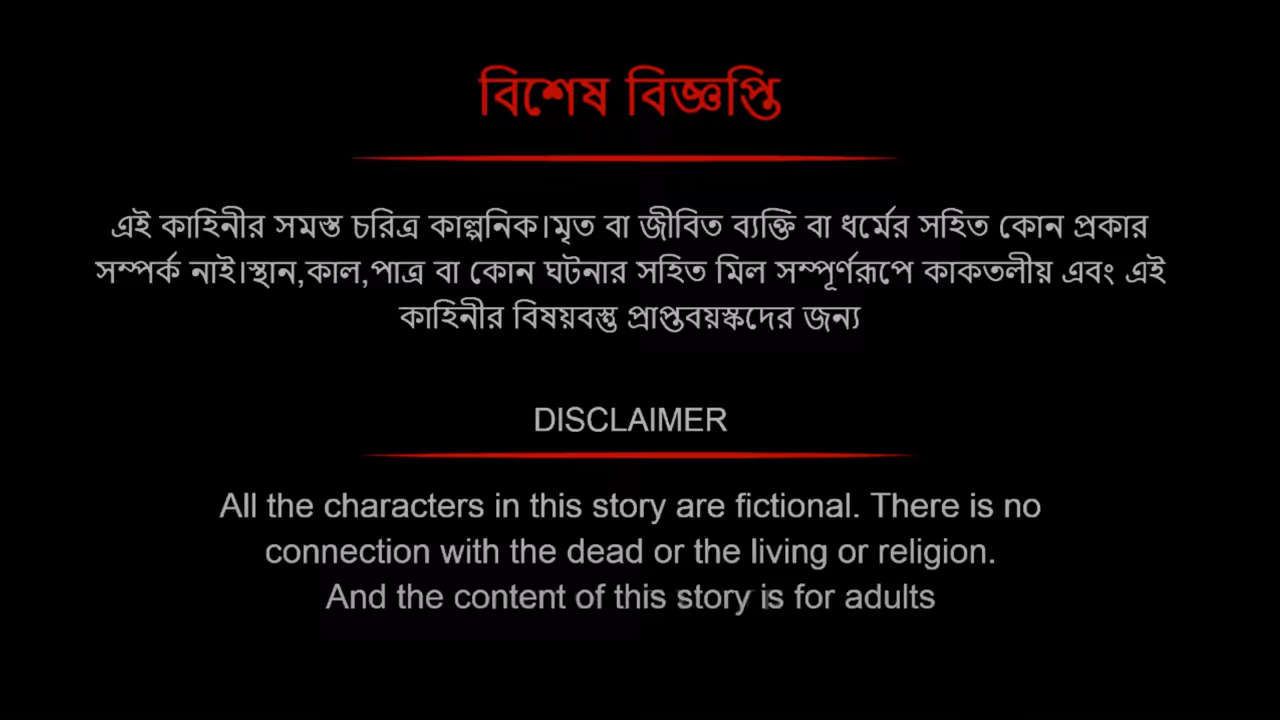 বিশেষ বিজ্ঞপ্তি
এই কাহিনীর সমস্ত চরিত্র কাল্পনিক।মৃত বা জীবিত ব্যক্তি বা ধর্মের সহিত কোন প্রকার
সম্পর্ক নাই।স্থান,কাল,পাত্র বা কোন ঘটনার সহিত মিল সম্পূর্ণরূপে কাকতলীয় এবং এই
কাহিনীর বিষয়বস্তু প্রাপ্তবয়স্কদের জন্য
DISCLAIMER
All the characters in this story are fictional. There is no
connection with the dead or the living or religion.
And the content of this story is for adults